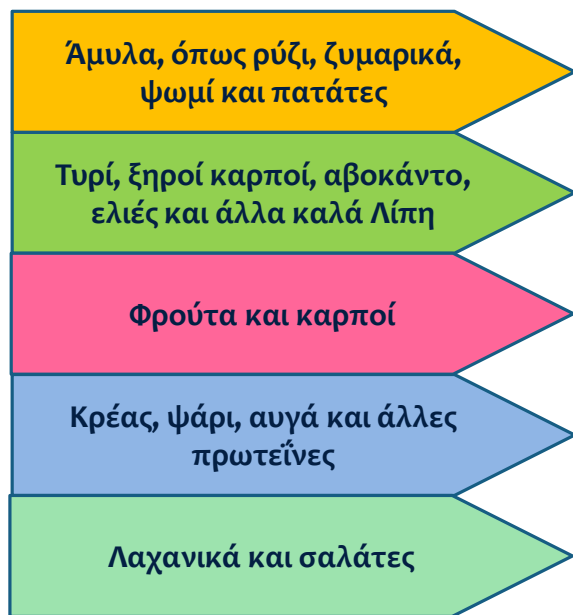 Άμυλα, όπως ρύζι, ζυμαρικά,
ψωμί και πατάτες
Τυρί, ξηροί καρποί, αβοκάντο,
ελιές και άλλα καλά Λίπη
Φρούτα και καρποί
Κρέας, ψάρι, αυγά και άλλες
πρωτεΐνες
Λαχανικά και σαλάτες